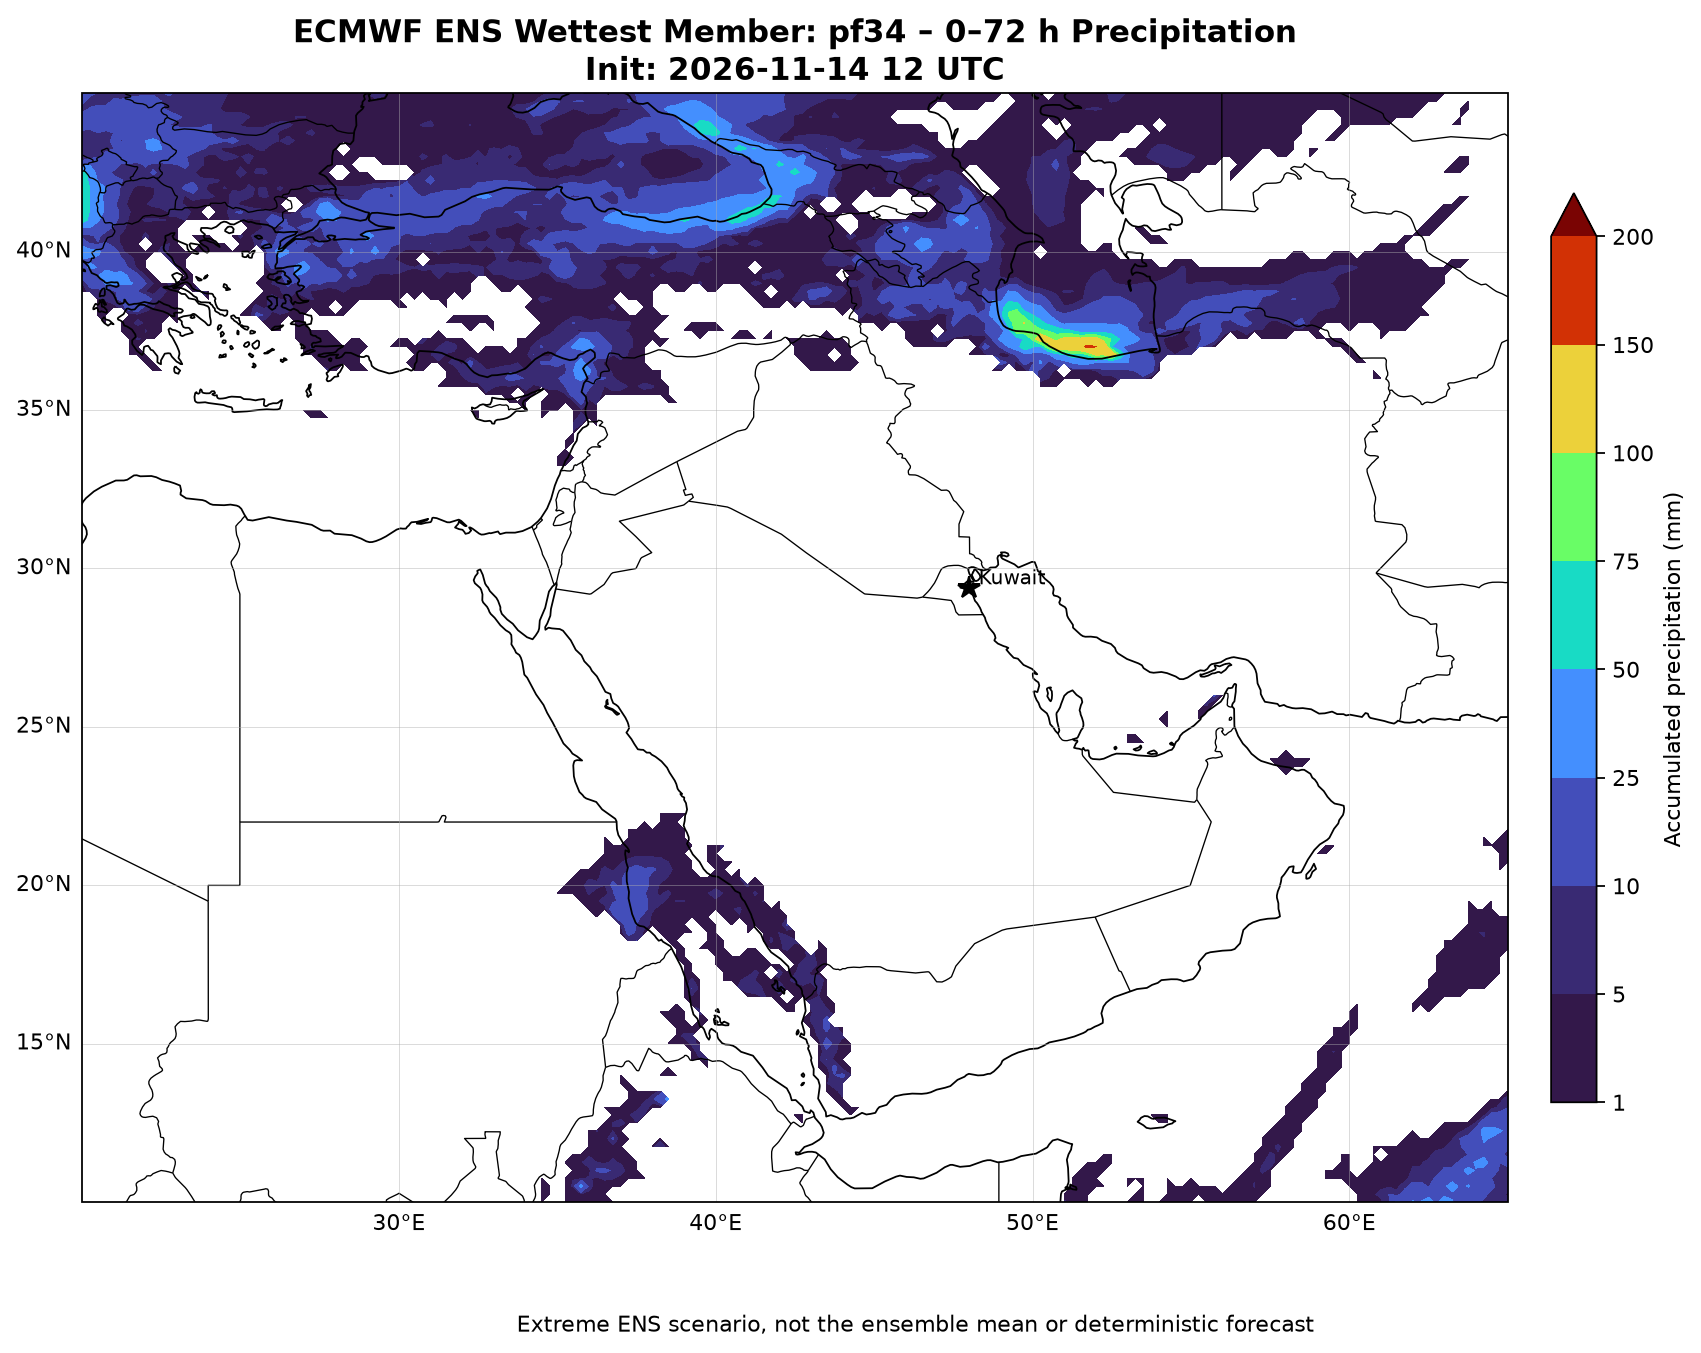 ECMWF ENS Wettest Member: pf34 – 0–72 h Precipitation
Init: 2026-11-14 12 UTC
40°N
35°N
30°N
25°N
20°N
15°N
30°E
40°E
50°E
60°E
Kuwait
200
150
100
75
50
25
10
5
1
Accumulated precipitation (mm)
Extreme ENS scenario, not the ensemble mean or deterministic forecast